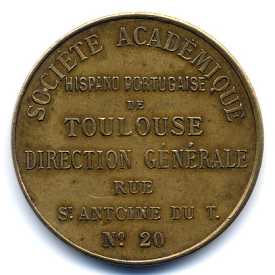 SOCIÉTÉ ACADÉMIQUE
HISPANO PORTUGAISE
DE
TOULOUSE
DIRECTION GÉNÉRALE
RUE
ST. ANTOINE DU T.
No. 20